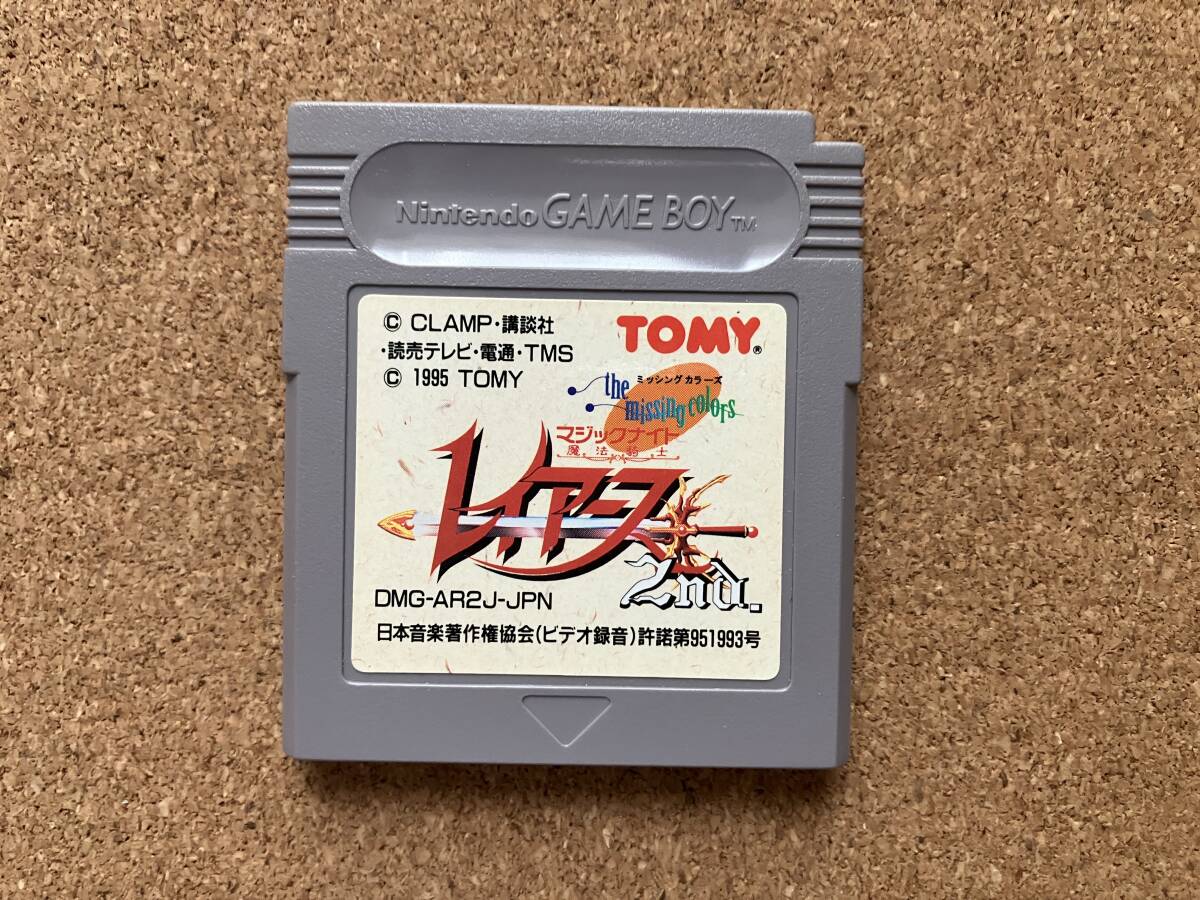 Nintendo GAME BOY™
© CLAMP・講談社
・読売テレビ・電通・TMS
© 1995 TOMY
TOMY®
ミッシングカラーズ
the missing colors
マジックナイト
魔法騎士
レイアース
2nd.
DMG-AR2J-JPN
日本音楽著作権協会(ビデオ録音)許諾第951993号